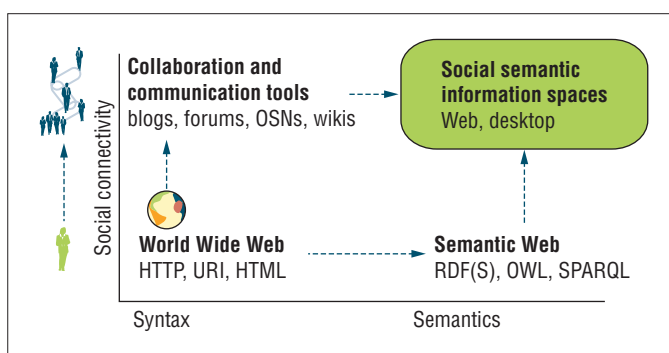 Collaboration and
communication tools
blogs, forums, OSNs, wikis
Social semantic
information spaces
Web, desktop
Social connectivity
World Wide Web
HTTP, URI, HTML
Semantic Web
RDF(S), OWL, SPARQL
Syntax
Semantics